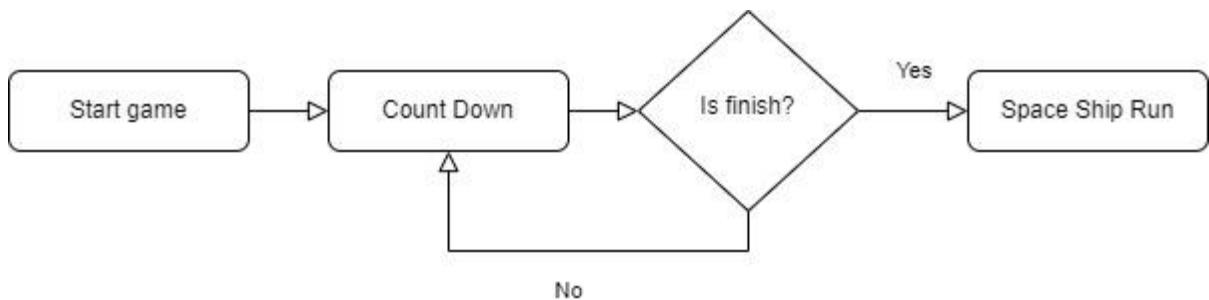 Start game
Count Down
Is finish?
Yes
Space Ship Run
No